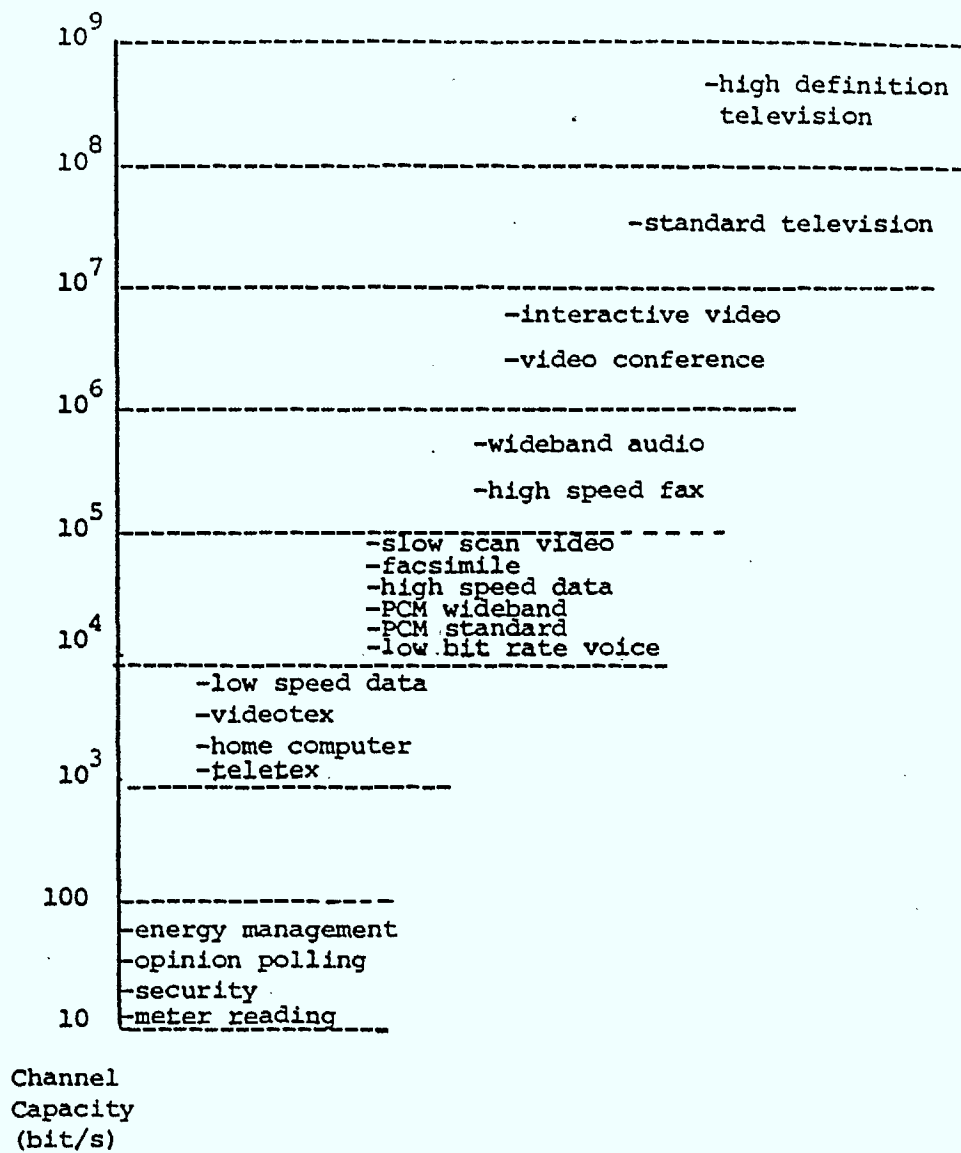 10^9
-high definition
television
10^8
-standard television
10^7
-interactive video
-video conference
10^6
-wideband audio
-high speed fax
10^5
-slow scan video
-facsimile
-high speed data
-PCM wideband
-PCM standard
10^4
-low bit rate voice
-low speed data
-videotex
-home computer
10^3
-teletex
100
-energy management
-opinion polling
-security
10
-meter reading
Channel
Capacity
(bit/s)